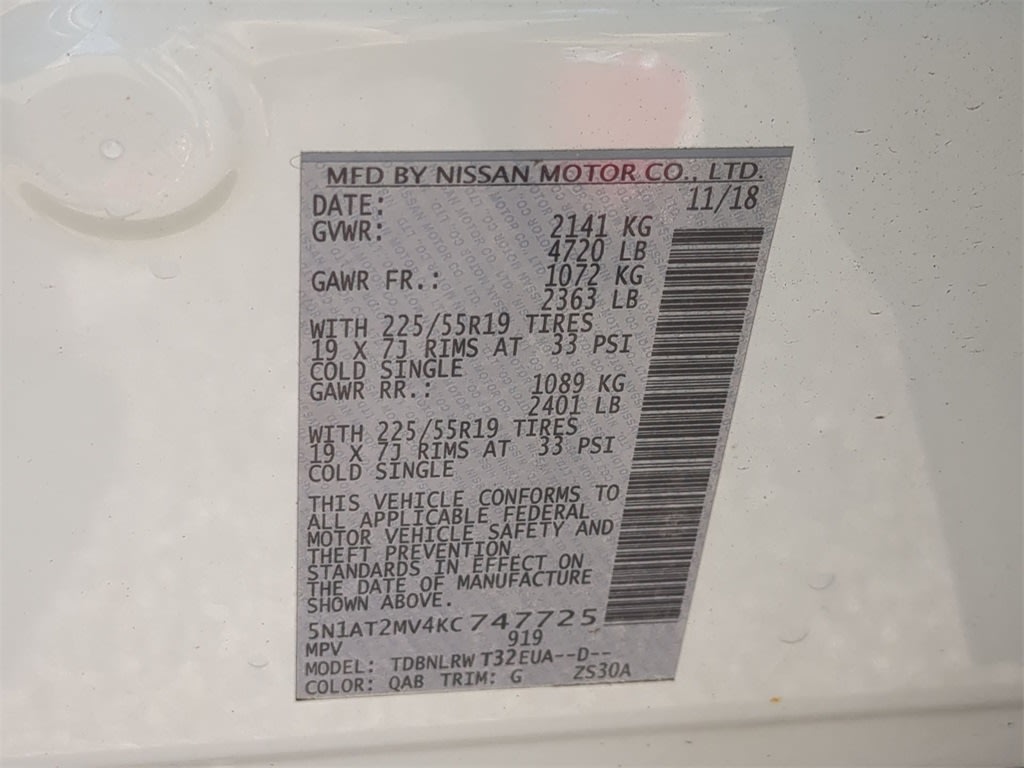 MFD BY NISSAN MOTOR CO., LTD.
DATE: 11/18
GVWR: 2141 KG
4720 LB
GAWR FR.: 1072 KG
2363 LB
WITH 225/55R19 TIRES
19 X 7J RIMS AT 33 PSI
COLD SINGLE
GAWR RR.: 1089 KG
2401 LB
WITH 225/55R19 TIRES
19 X 7J RIMS AT 33 PSI
COLD SINGLE
THIS VEHICLE CONFORMS TO
ALL APPLICABLE FEDERAL
MOTOR VEHICLE SAFETY AND
THEFT PREVENTION
STANDARDS IN EFFECT ON
THE DATE OF MANUFACTURE
SHOWN ABOVE.
5N1AT2MV4KC747725
MPV 919
MODEL: TDBNLRW T32EUA--D--
COLOR: QAB TRIM: G ZS30A